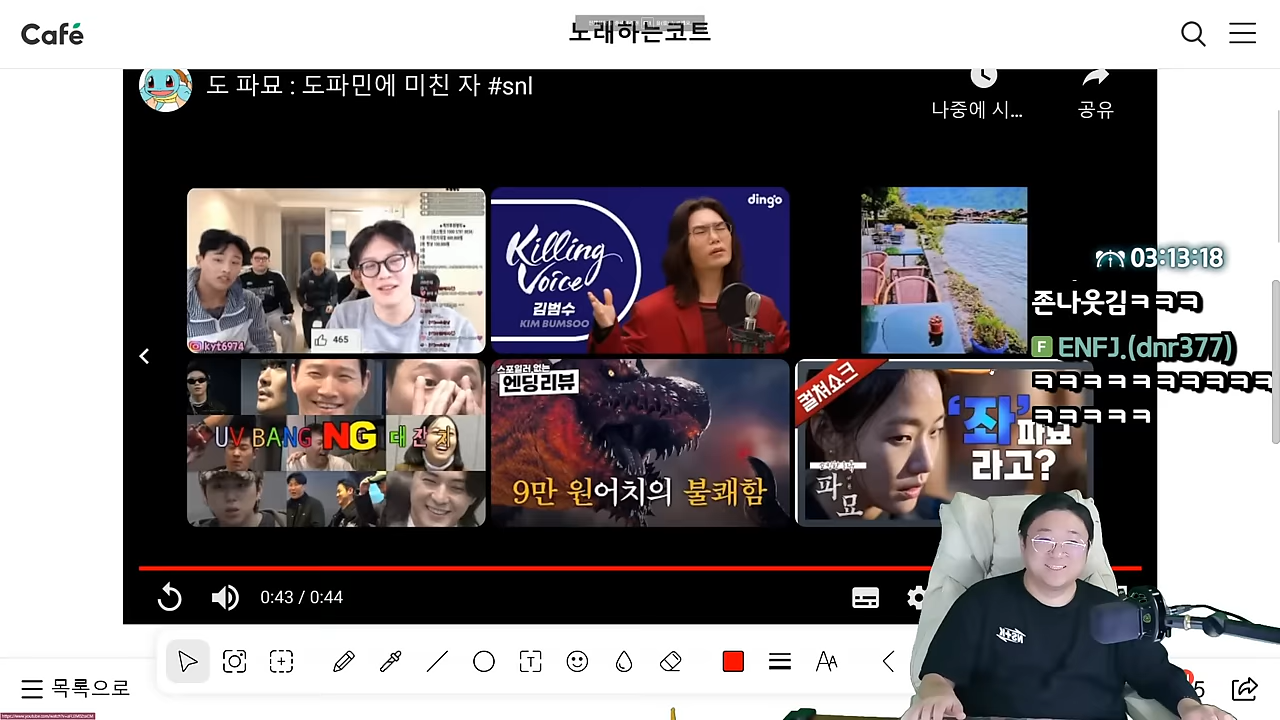 Café
노래하는코트
도 파묘 : 도파민에 미친 자 #snl
나중에 시...
공유
kyt6974
465
Killing
Voice
김범수
KIM BUMSOO
dingo
03:13:18
존나웃김ㅋㅋㅋ
F ENFJ.(dnr377)
ㅋㅋㅋㅋㅋㅋㅋㅋㅋㅋ
ㅋㅋㅋㅋㅋ
UV BANG NG 대잔치
스포일러 없는
엔딩리뷰
9만 원어치의 불쾌함
컬쳐쇼크
'좌'파묘
라고?
파묘
0:43 / 0:44
T
목록으로
5